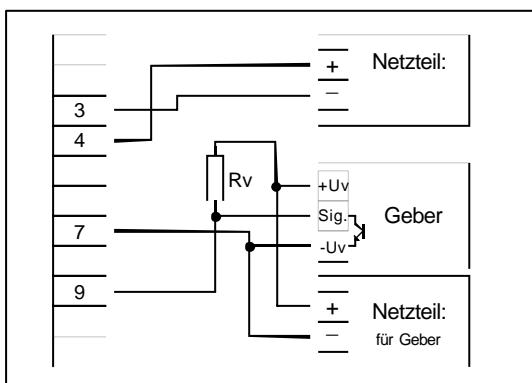 + Netzteil:
−
3
4
Rv
+Uv
Sig. Geber
7
-Uv
9
+ Netzteil:
− für Geber